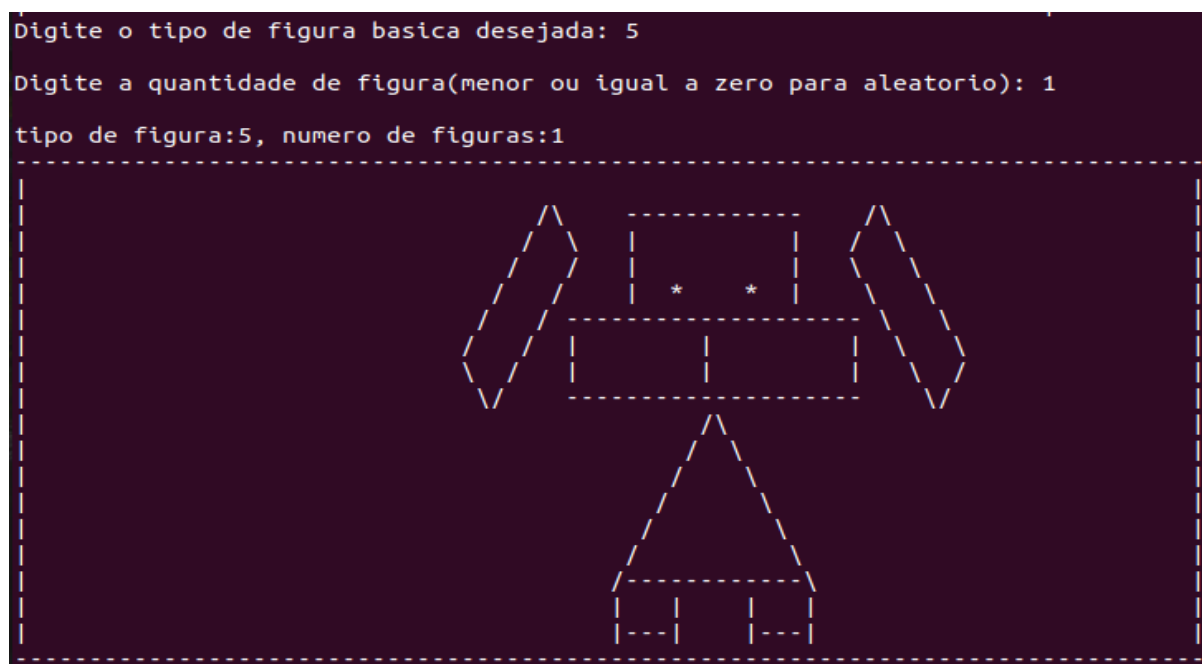 Digite o tipo de figura basica desejada: 5
Digite a quantidade de figura(menor ou igual a zero para aleatorio): 1
tipo de figura:5, numero de figuras:1